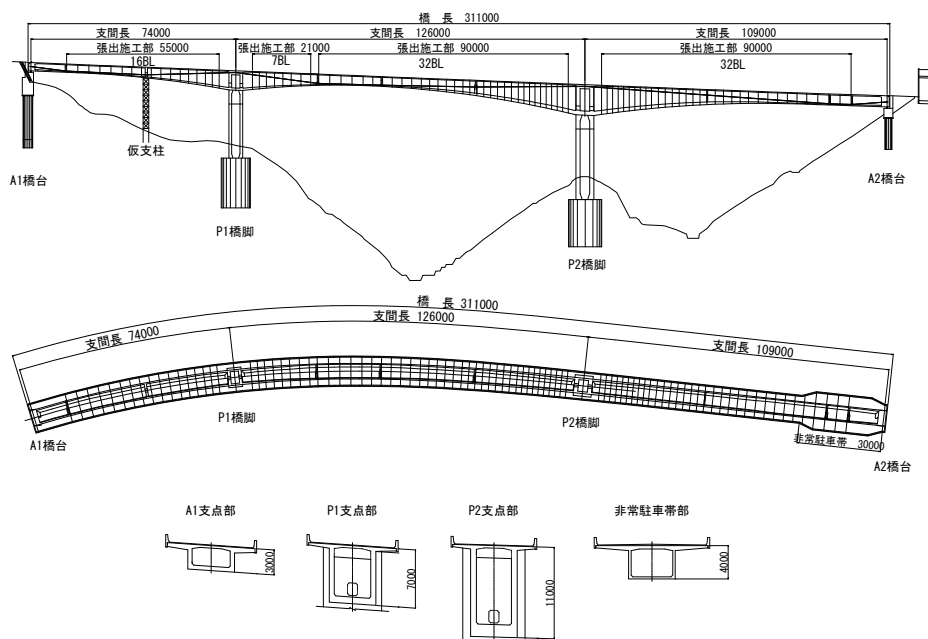 橋 長 311000
支間長 74000
支間長 126000
支間長 109000
張出施工部 55000
張出施工部 21000
張出施工部 90000
張出施工部 90000
16BL
7BL
32BL
32BL
仮支柱
A1橋台
P1橋脚
P2橋脚
A2橋台
橋 長 311000
支間長 74000
支間長 126000
支間長 109000
A1橋台
P1橋脚
P2橋脚
非常駐車帯 30000
A2橋台
A1支点部
P1支点部
P2支点部
非常駐車帯部
3000
7000
11000
4000